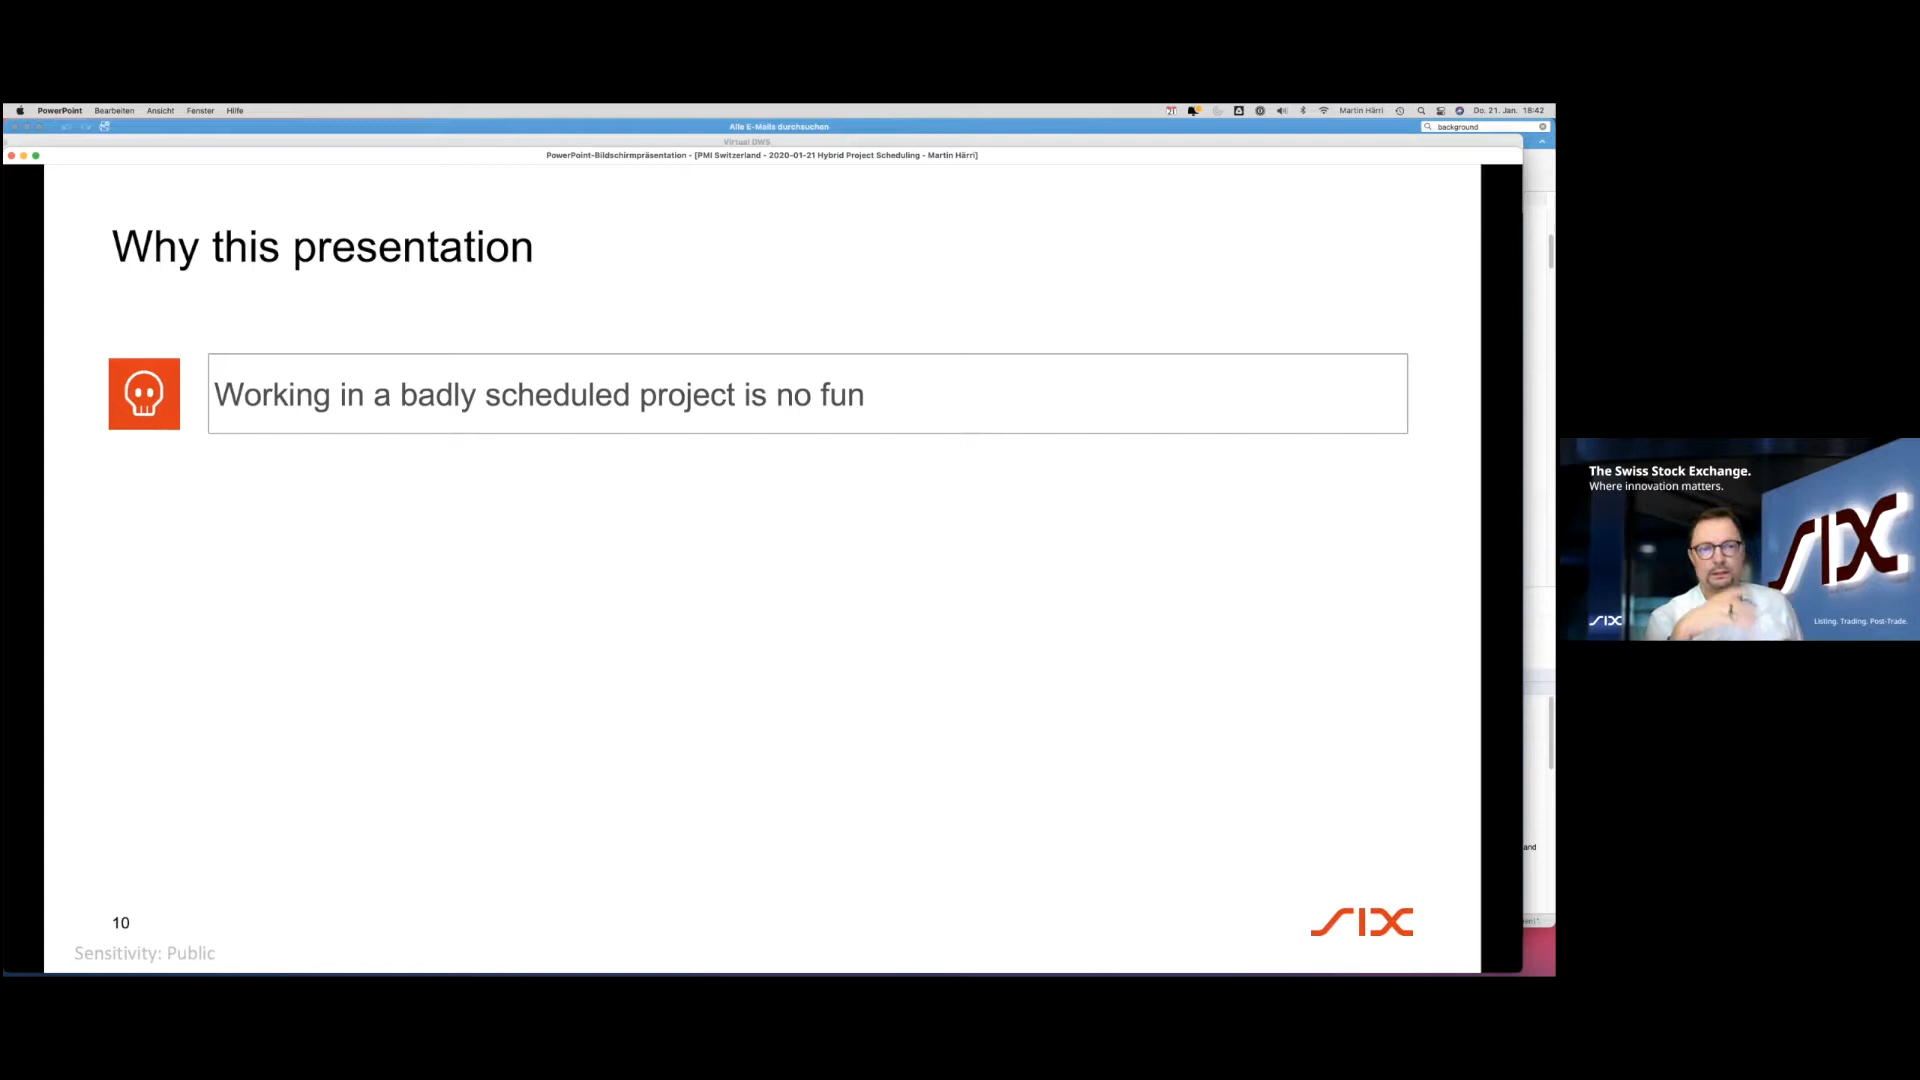 PowerPoint Bearbeiten Ansicht Fenster Hilfe
Martin Härri Do. 21. Jan. 18:42
Alle E-Mails durchsuchen
background
Virtual DWS
PowerPoint-Bildschirmpräsentation - [PMI Switzerland - 2020-01-21 Hybrid Project Scheduling - Martin Härri]
Why this presentation
Working in a badly scheduled project is no fun
The Swiss Stock Exchange.
Where innovation matters.
SIX
SIX
Listing. Trading. Post-Trade.
and
10
SIX
Sensitivity: Public